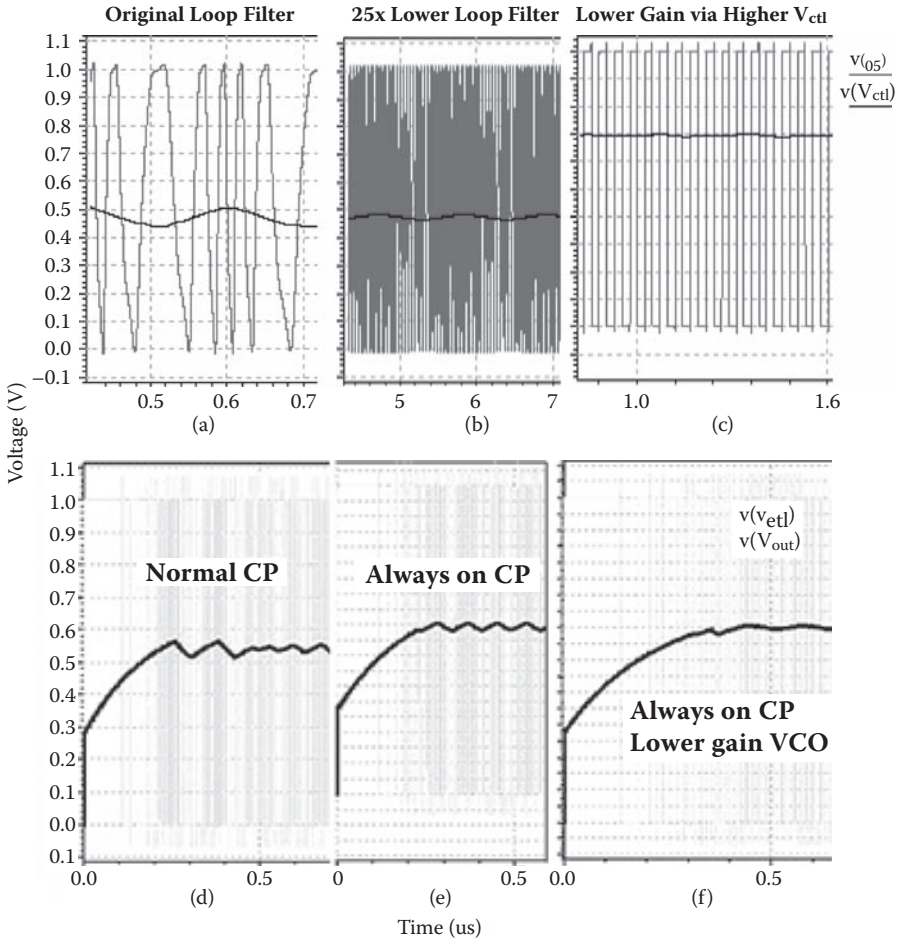 Original Loop Filter
25x Lower Loop Filter
Lower Gain via Higher Vctl
1.1
1.0
0.9
0.8
0.7
0.6
0.5
0.4
0.3
0.2
0.1
0.0
−0.1
0.5
0.6
0.7
5
6
7
1.0
1.6
v(05)
v(Vctl)
(a)
(b)
(c)
Voltage (V)
1.1
1.0
0.9
0.8
0.7
0.6
0.5
0.4
0.3
0.2
0.1
0.0
0.1
Normal CP
Always on CP
v(vetl)
v(Vout)
Always on CP
Lower gain VCO
0.0
0.5
0
0.5
0.0
0.5
(d)
(e)
(f)
Time (us)